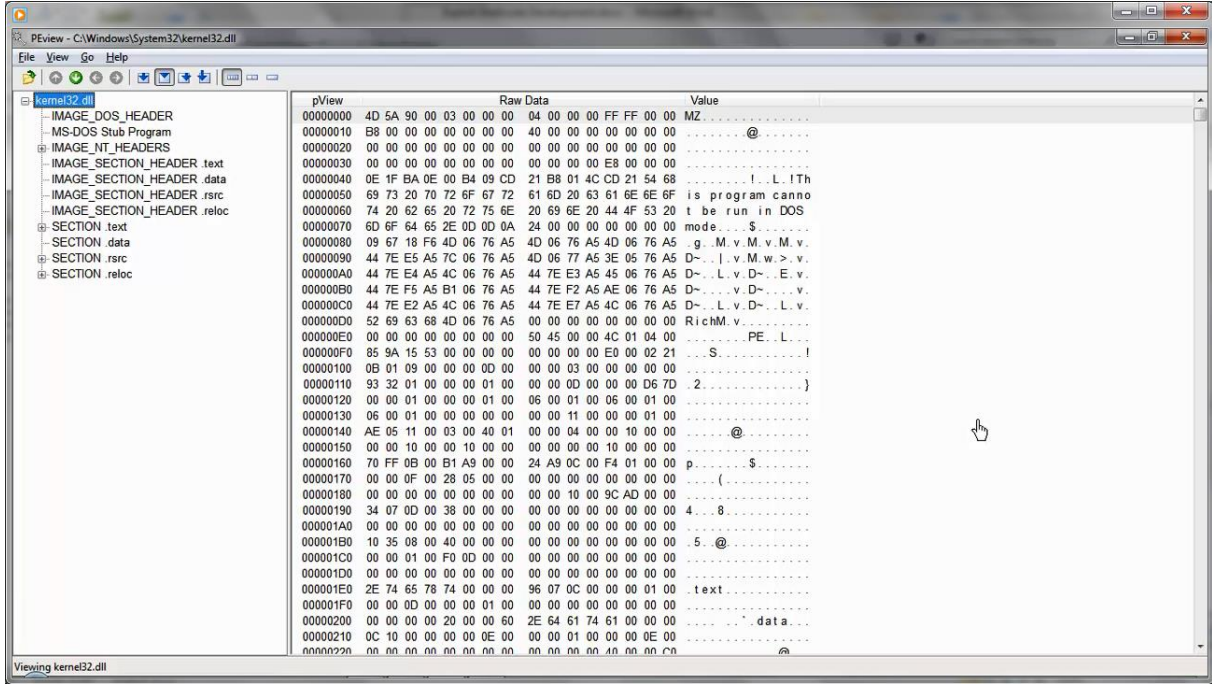 PEview - C:\Windows\System32\kernel32.dll
File View Go Help
kernel32.dll
IMAGE_DOS_HEADER
MS-DOS Stub Program
IMAGE_NT_HEADERS
IMAGE_SECTION_HEADER .text
IMAGE_SECTION_HEADER .data
IMAGE_SECTION_HEADER .rsrc
IMAGE_SECTION_HEADER .reloc
SECTION .text
SECTION .data
SECTION .rsrc
SECTION .reloc
pView Raw Data Value
00000000 4D 5A 90 00 03 00 00 00 04 00 00 00 FF FF 00 00 MZ..............
00000010 B8 00 00 00 00 00 00 00 40 00 00 00 00 00 00 00 ........@.......
00000020 00 00 00 00 00 00 00 00 00 00 00 00 00 00 00 00 ................
00000030 00 00 00 00 00 00 00 00 00 00 00 00 E8 00 00 00 ................
00000040 0E 1F BA 0E 00 B4 09 CD 21 B8 01 4C CD 21 54 68 ........!..L.!Th
00000050 69 73 20 70 72 6F 67 72 61 6D 20 63 61 6E 6E 6F is program canno
00000060 74 20 62 65 20 72 75 6E 20 69 6E 20 44 4F 53 20 t be run in DOS
00000070 6D 6F 64 65 2E 0D 0D 0A 24 00 00 00 00 00 00 00 mode....$.......
00000080 09 67 18 F6 4D 06 76 A5 4D 06 76 A5 4D 06 76 A5 .g..M.v.M.v.M.v.
00000090 44 7E E5 A5 7C 06 76 A5 4D 06 77 A5 3E 05 76 A5 D~..|.v.M.w.>.v.
000000A0 44 7E E4 A5 4C 06 76 A5 44 7E E3 A5 45 06 76 A5 D~..L.v.D~..E.v.
000000B0 44 7E F5 A5 B1 06 76 A5 44 7E F2 A5 AE 06 76 A5 D~....v.D~....v.
000000C0 44 7E E2 A5 4C 06 76 A5 44 7E E7 A5 4C 06 76 A5 D~..L.v.D~..L.v.
000000D0 52 69 63 68 4D 06 76 A5 00 00 00 00 00 00 00 00 RichM.v.........
000000E0 00 00 00 00 00 00 00 00 50 45 00 00 4C 01 04 00 ........PE..L...
000000F0 85 9A 15 53 00 00 00 00 00 00 00 00 E0 00 02 21 ...S...........!
00000100 0B 01 09 00 00 00 0D 00 00 00 03 00 00 00 00 00 ................
00000110 93 32 01 00 00 00 01 00 00 00 0D 00 00 00 D6 7D .2.............}
00000120 00 00 01 00 00 00 01 00 06 00 01 00 06 00 01 00 ................
00000130 06 00 01 00 00 00 00 00 00 00 11 00 00 00 01 00 ................
00000140 AE 05 11 00 03 00 40 01 00 00 04 00 00 10 00 00 ......@.........
00000150 00 00 10 00 00 10 00 00 00 00 00 00 10 00 00 00 ................
00000160 70 FF 0B 00 B1 A9 00 00 24 A9 0C 00 F4 01 00 00 p.......$.......
00000170 00 00 0F 00 28 05 00 00 00 00 00 00 00 00 00 00 ....(...........
00000180 00 00 00 00 00 00 00 00 00 00 10 00 9C AD 00 00 ................
00000190 34 07 0D 00 38 00 00 00 00 00 00 00 00 00 00 00 4...8...........
000001A0 00 00 00 00 00 00 00 00 00 00 00 00 00 00 00 00 ................
000001B0 10 35 08 00 40 00 00 00 00 00 00 00 00 00 00 00 .5..@...........
000001C0 00 00 01 00 F0 0D 00 00 00 00 00 00 00 00 00 00 ................
000001D0 00 00 00 00 00 00 00 00 00 00 00 00 00 00 00 00 ................
000001E0 2E 74 65 78 74 00 00 00 96 07 0C 00 00 00 01 00 .text...........
000001F0 00 00 0D 00 00 00 01 00 00 00 00 00 00 00 00 00 ................
00000200 00 00 00 00 20 00 00 60 2E 64 61 74 61 00 00 00 .... ..`.data...
00000210 0C 10 00 00 00 00 0E 00 00 00 01 00 00 00 0E 00 ................
00000220 00 00 00 00 00 00 00 00 00 00 00 00 40 00 00 C0 ............@...
Viewing kernel32.dll